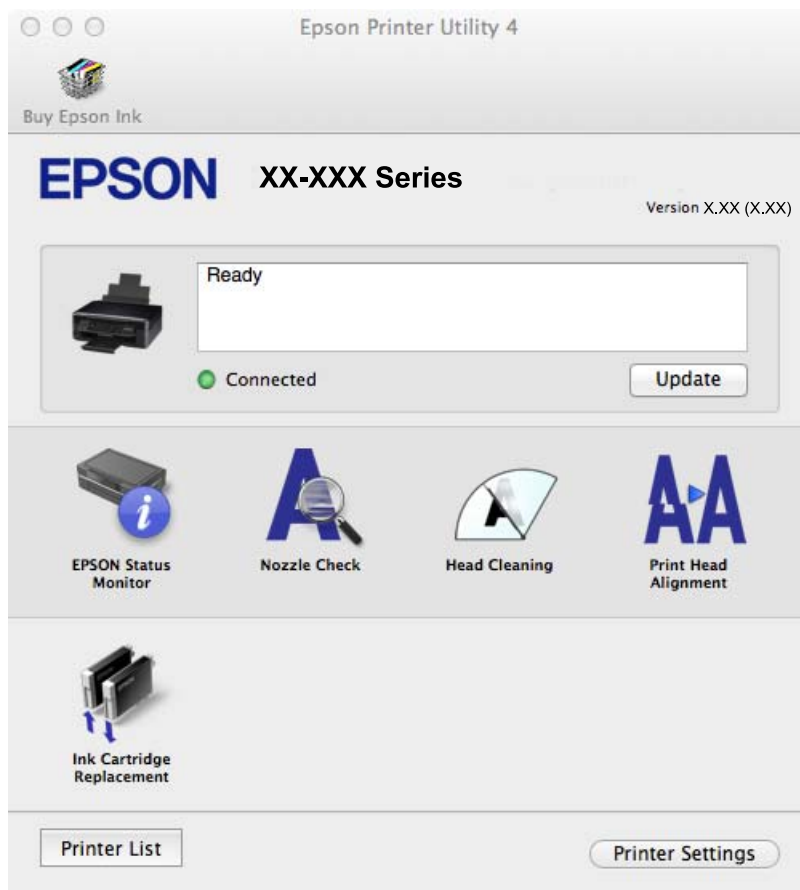 Epson Printer Utility 4
Buy Epson Ink
EPSON XX-XXX Series
Version X.XX (X.XX)
Ready
Connected
Update
EPSON Status
Monitor
Nozzle Check
Head Cleaning
Print Head
Alignment
Ink Cartridge
Replacement
Printer List
Printer Settings